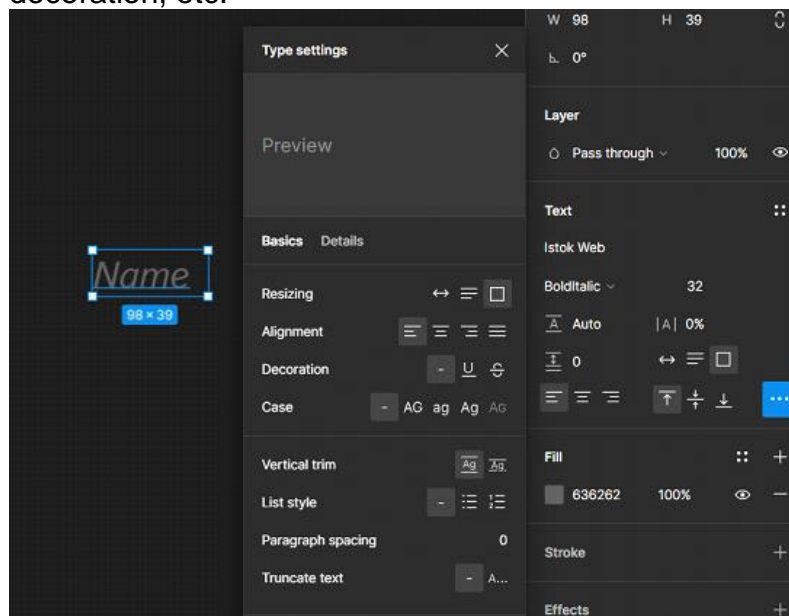 decoration, etc.
W 98 H 39
Type settings
0°
Layer
Preview
Pass through 100%
Text
Basics Details
Istok Web
Name
Resizing
BoldItalic 32
98 × 39
Alignment
A Auto |A| 0%
Decoration - U S
0
Case - AG ag Ag AG
Vertical trim Ag Ag
Fill
List style -
636262 100%
Paragraph spacing 0
Stroke
Truncate text - A...
Effects